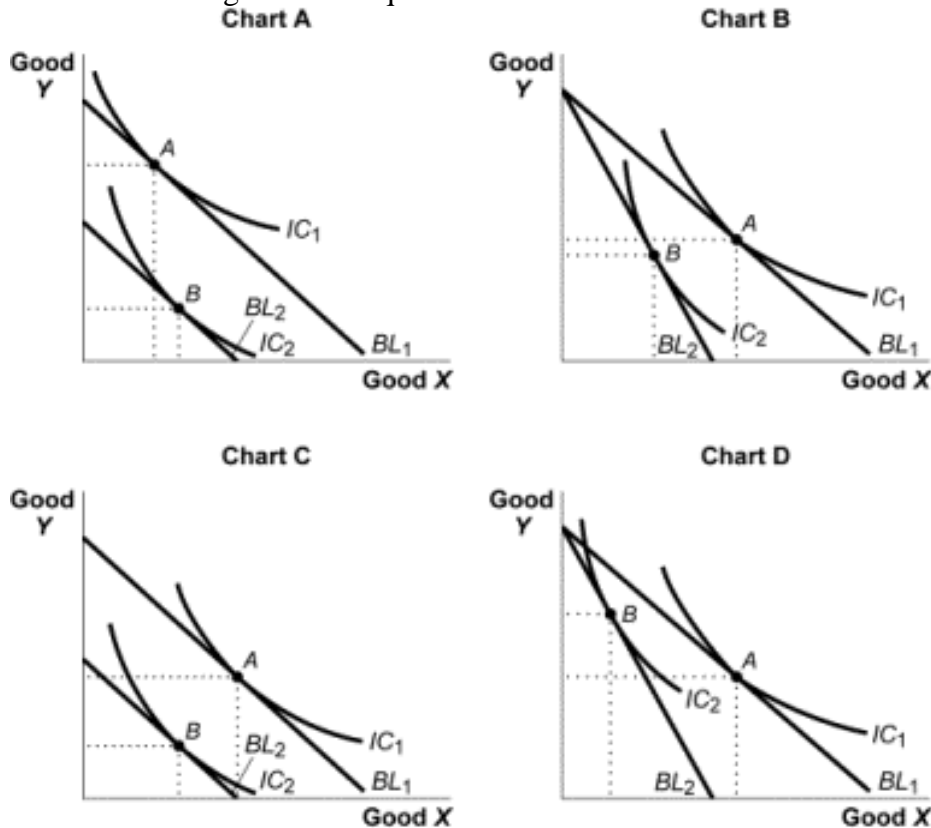 Chart A
Good
Y
A
IC1
B
BL2
IC2
BL1
Good X
Chart B
Good
Y
A
B
IC1
IC2
BL2
BL1
Good X
Chart C
Good
Y
A
IC1
B
BL2
IC2
BL1
Good X
Chart D
Good
Y
B
A
IC2
IC1
BL2
BL1
Good X